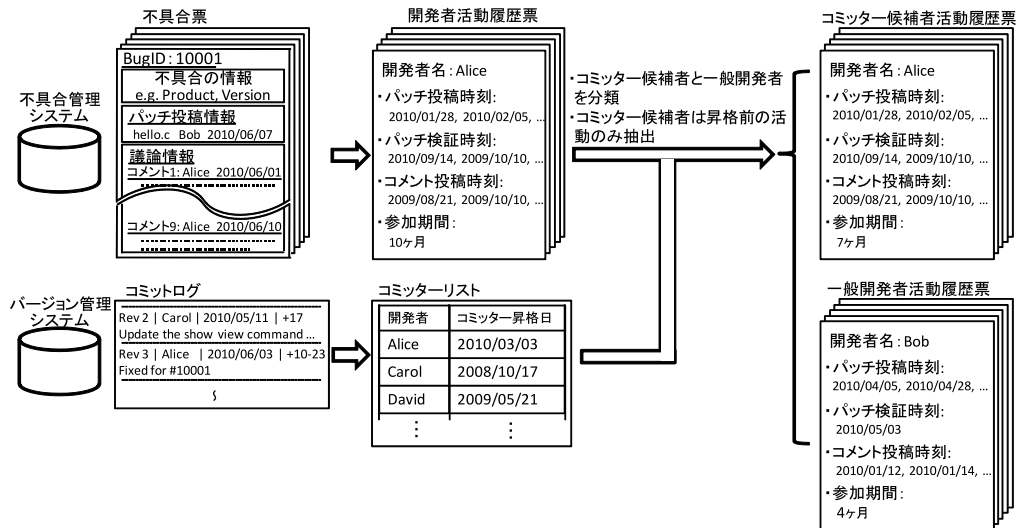 不具合管理
システム
不具合票
BugID：10001
不具合の情報
e.g. Product, Version
パッチ投稿情報
hello.c Bob 2010/06/07
議論情報
コメント1: Alice 2010/06/01
コメント9: Alice 2010/06/10
開発者活動履歴票
開発者名：Alice
・パッチ投稿時刻:
2010/01/28, 2010/02/05, …
・パッチ検証時刻:
2010/09/14, 2009/10/10, …
・コメント投稿時刻:
2009/08/21, 2009/10/10, …
・参加期間：
10ヶ月
・コミッター候補者と一般開発者
を分類
・コミッター候補者は昇格前の活
動のみ抽出
コミッター候補者活動履歴票
開発者名：Alice
・パッチ投稿時刻:
2010/01/28, 2010/02/05, …
・パッチ検証時刻:
2010/09/14, 2009/10/10, …
・コメント投稿時刻:
2009/08/21, 2009/10/10, …
・参加期間：
7ヶ月
バージョン管理
システム
コミットログ
Rev 2 | Carol | 2010/05/11 | +17
Update the show view command …
Rev 3 | Alice | 2010/06/03 | +10-23
Fixed for #10001
〜
コミッターリスト
開発者 コミッター昇格日
Alice 2010/03/03
Carol 2008/10/17
David 2009/05/21
⋮ ⋮
一般開発者活動履歴票
開発者名：Bob
・パッチ投稿時刻:
2010/04/05, 2010/04/28, …
・パッチ検証時刻:
2010/05/03
・コメント投稿時刻:
2010/01/12, 2010/01/14, …
・参加期間：
4ヶ月